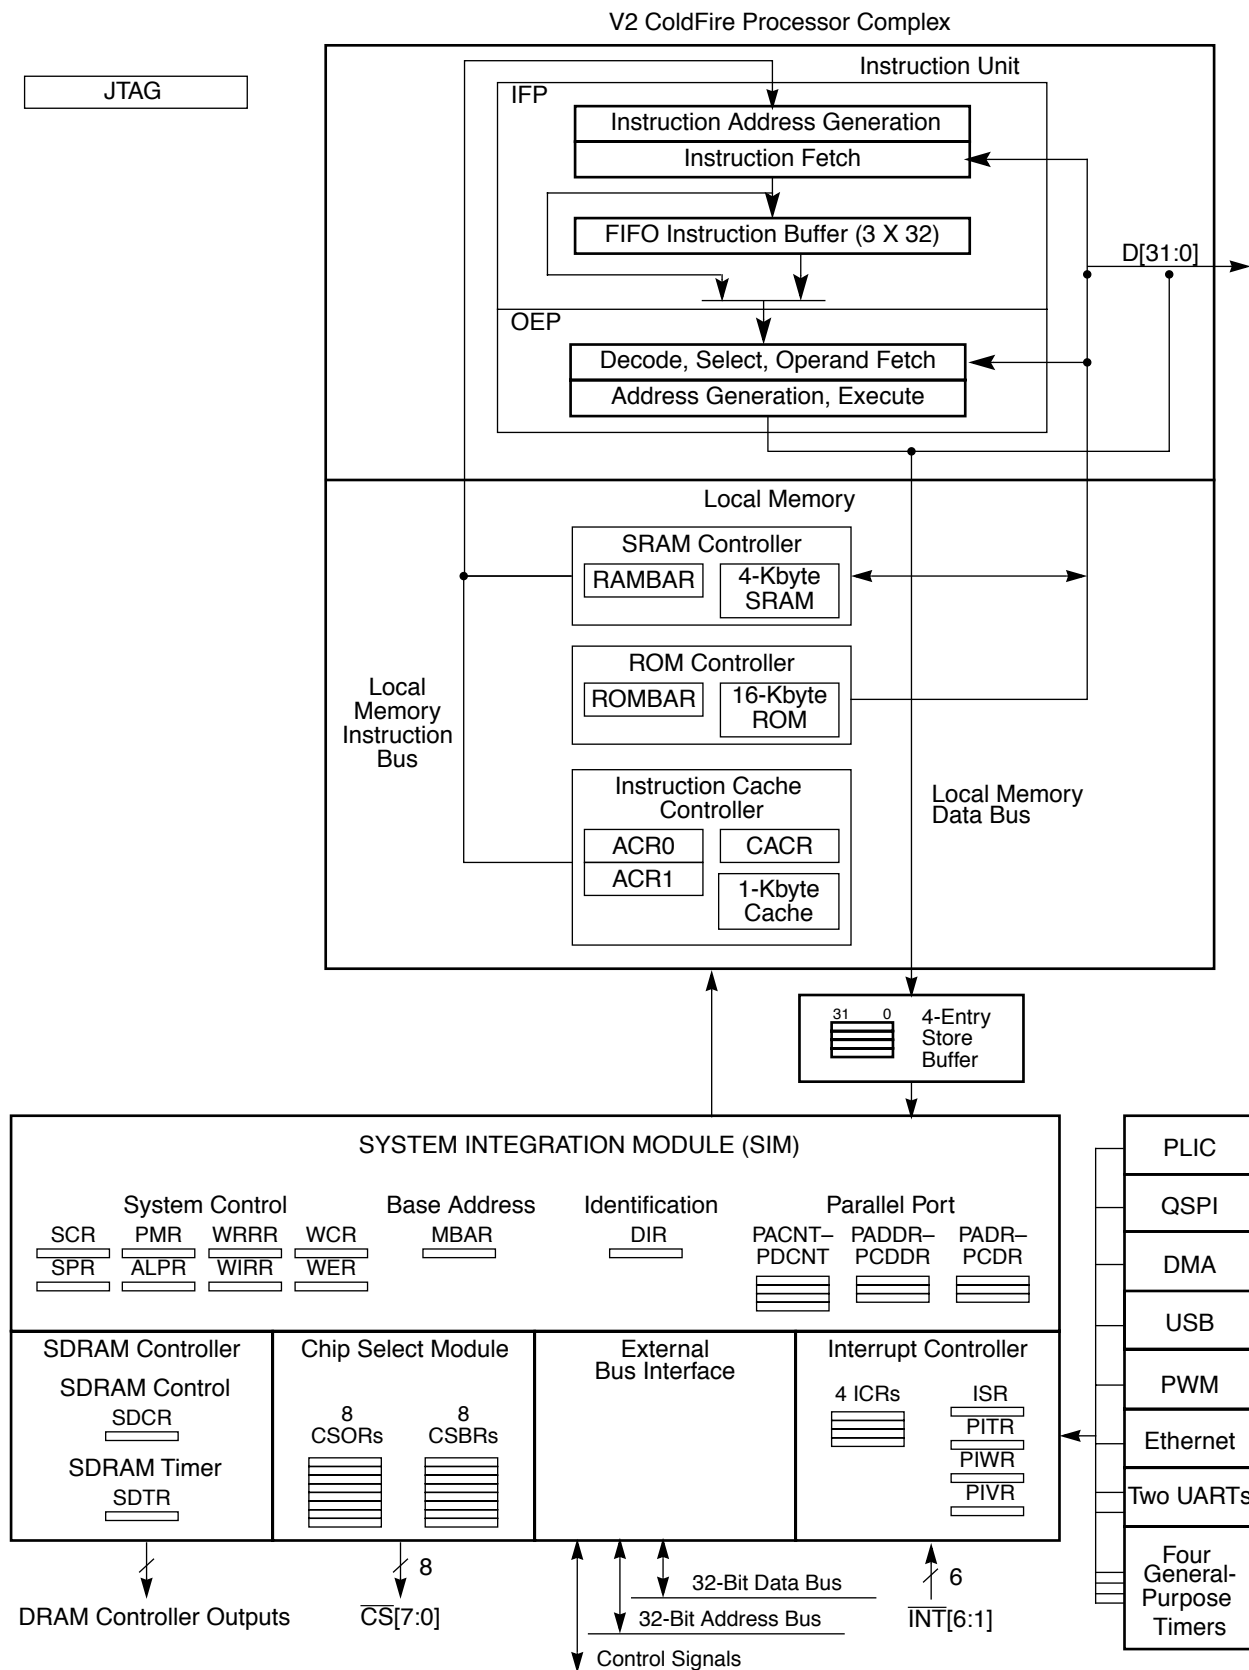 V2 ColdFire Processor Complex
JTAG
Instruction Unit
IFP
Instruction Address Generation
Instruction Fetch
FIFO Instruction Buffer (3 X 32)
D[31:0]
OEP
Decode, Select, Operand Fetch
Address Generation, Execute
Local Memory
SRAM Controller
RAMBAR
4-Kbyte
SRAM
ROM Controller
ROMBAR
16-Kbyte
ROM
Local
Memory
Instruction
Bus
Instruction Cache
Controller
ACR0
CACR
ACR1
1-Kbyte
Cache
Local Memory
Data Bus
31 0
4-Entry
Store
Buffer
SYSTEM INTEGRATION MODULE (SIM)
System Control
Base Address
Identification
Parallel Port
SCR PMR WRRR WCR
MBAR
DIR
PACNT–
PDCNT
PADDR–
PCDDR
PADR–
PCDR
SPR ALPR WIRR WER
PLIC
QSPI
DMA
USB
PWM
Ethernet
Two UARTs
Four
General-
Purpose
Timers
SDRAM Controller
SDRAM Control
SDCR
SDRAM Timer
SDTR
Chip Select Module
8
CSORs
8
CSBRs
External
Bus Interface
Interrupt Controller
4 ICRs
ISR
PITR
PIWR
PIVR
8
6
DRAM Controller Outputs
CS[7:0]
32-Bit Data Bus
32-Bit Address Bus
Control Signals
INT[6:1]